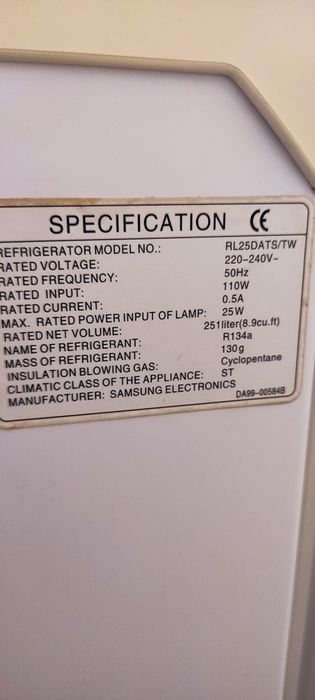 SPECIFICATION CE
REFRIGERATOR MODEL NO.: RL25DATS/TW
RATED VOLTAGE: 220-240V~
RATED FREQUENCY: 50Hz
RATED INPUT: 110W
RATED CURRENT: 0.5A
MAX. RATED POWER INPUT OF LAMP: 25W
RATED NET VOLUME: 251liter(8.9cu.ft)
NAME OF REFRIGERANT: R134a
MASS OF REFRIGERANT: 130g
INSULATION BLOWING GAS: Cyclopentane
CLIMATIC CLASS OF THE APPLIANCE: ST
MANUFACTURER: SAMSUNG ELECTRONICS DA99-00584B